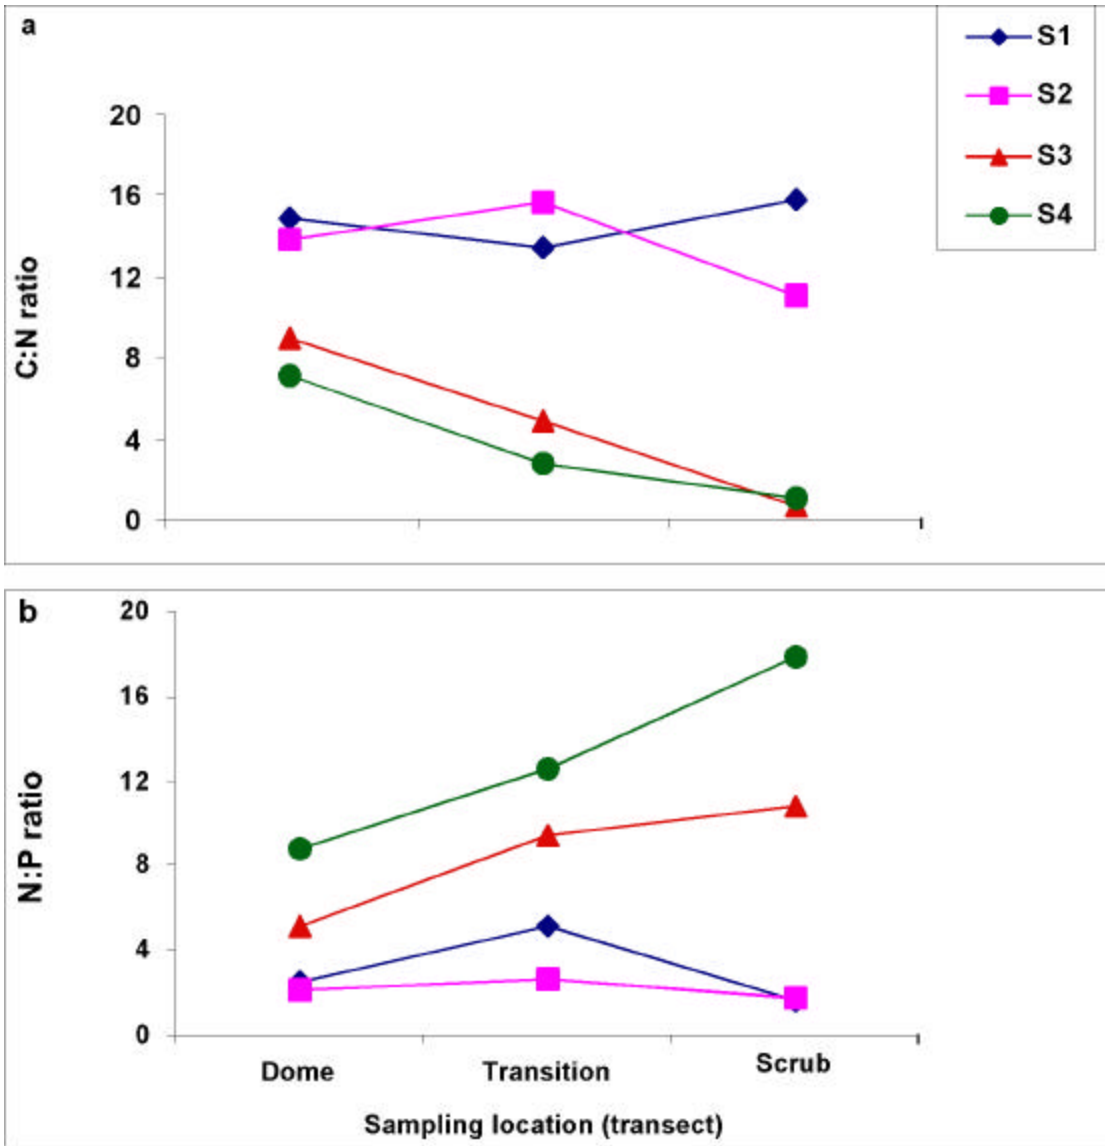 a
S1
S2
S3
S4
20
16
12
8
4
0
C:N ratio
b
20
16
12
8
4
0
N:P ratio
Dome Transition Scrub
Sampling location (transect)